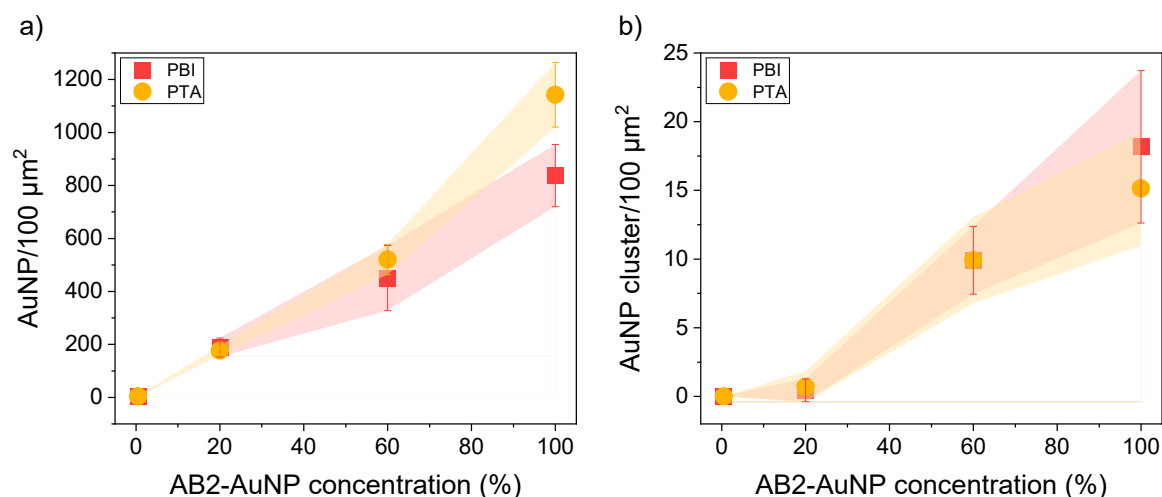 a)
PBI
PTA
AuNP/100 µm²
1200
1000
800
600
400
200
0
0 20 40 60 80 100
AB2-AuNP concentration (%)
b)
PBI
PTA
AuNP cluster/100 µm²
25
20
15
10
5
0
0 20 40 60 80 100
AB2-AuNP concentration (%)